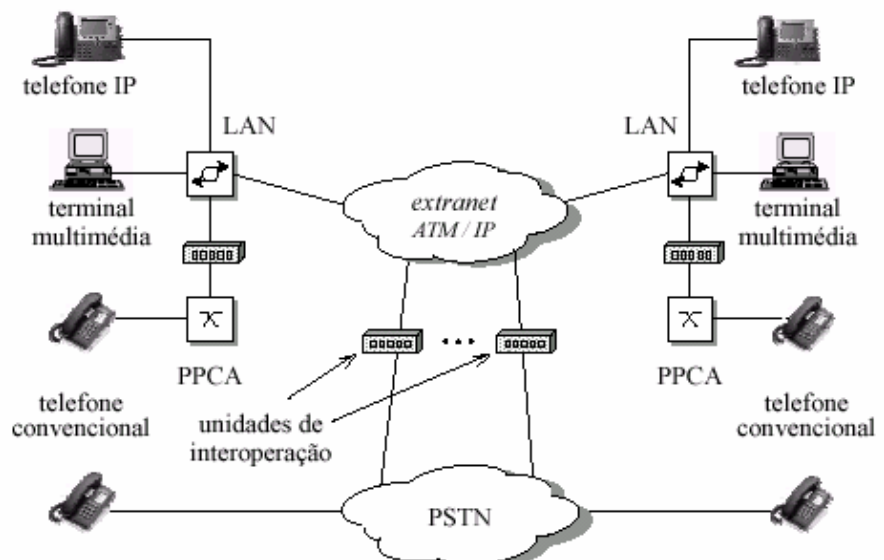 telefone IP
telefone IP
LAN
LAN
terminal
multimédia
extranet
ATM / IP
terminal
multimédia
PPCA
PPCA
telefone
convencional
unidades de
interoperação
telefone
convencional
PSTN